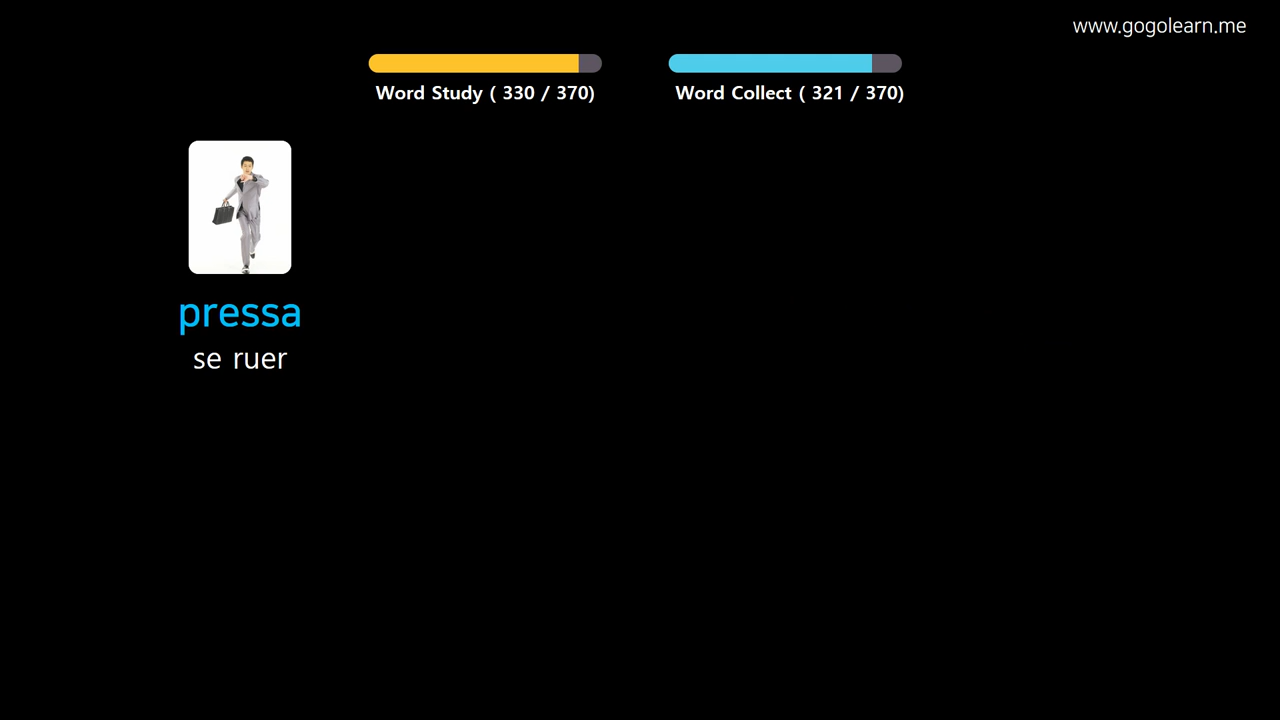 www.gogolearn.me
Word Study ( 330 / 370)
Word Collect ( 321 / 370)
pressa
se ruer